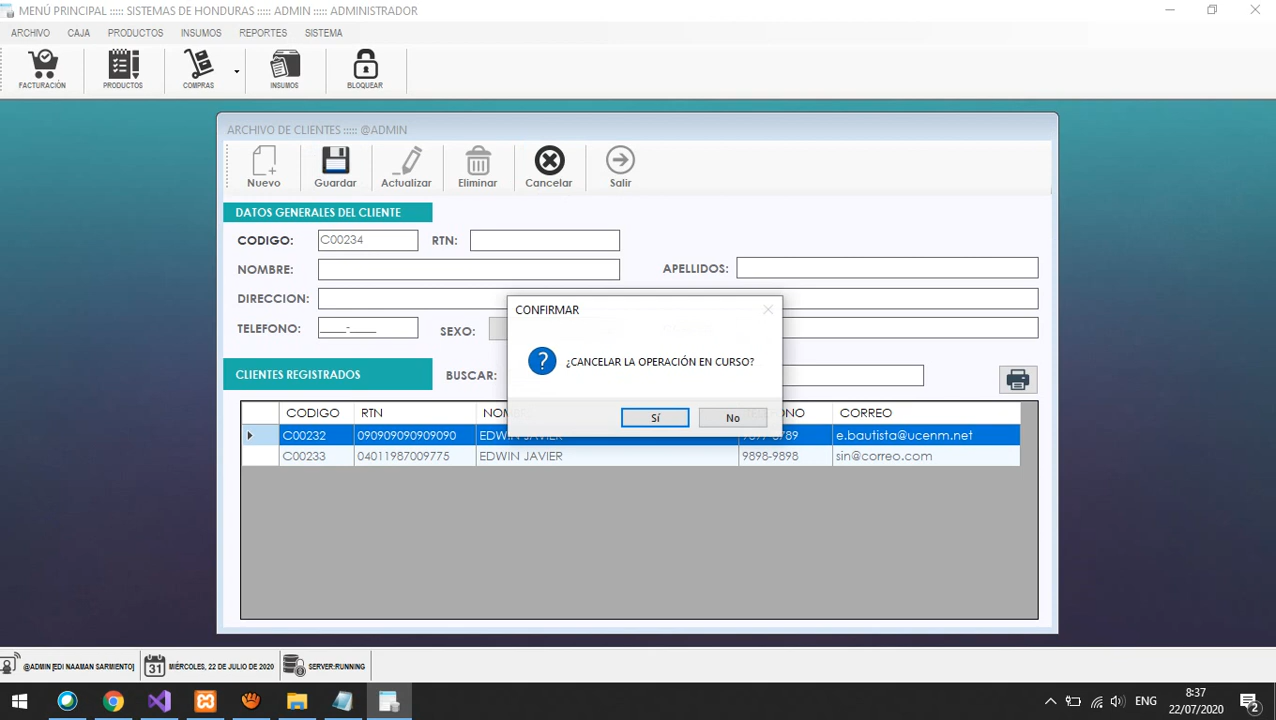 MENÚ PRINCIPAL ::::: SISTEMAS DE HONDURAS ::::: ADMIN ::::: ADMINISTRADOR
ARCHIVO CAJA PRODUCTOS INSUMOS REPORTES SISTEMA
FACTURACIÓN PRODUCTOS COMPRAS INSUMOS BLOQUEAR
ARCHIVO DE CLIENTES ::::: @ADMIN
Nuevo Guardar Actualizar Eliminar Cancelar Salir
DATOS GENERALES DEL CLIENTE
CODIGO: C00234 RTN:
NOMBRE: APELLIDOS:
DIRECCION:
TELEFONO: ____-____ SEXO:
CONFIRMAR
¿CANCELAR LA OPERACIÓN EN CURSO?
Sí No
CLIENTES REGISTRADOS BUSCAR:
CODIGO RTN CORREO
C00232 090909090909090 EDWIN JAVIER e.bautista@ucenm.net
C00233 04011987009775 EDWIN JAVIER 9898-9898 sin@correo.com
@ADMIN [EDI NAAMAN SARMIENTO] 31 MIÉRCOLES, 22 DE JULIO DE 2020 SERVER:RUNNING
ENG 8:37
22/07/2020 2